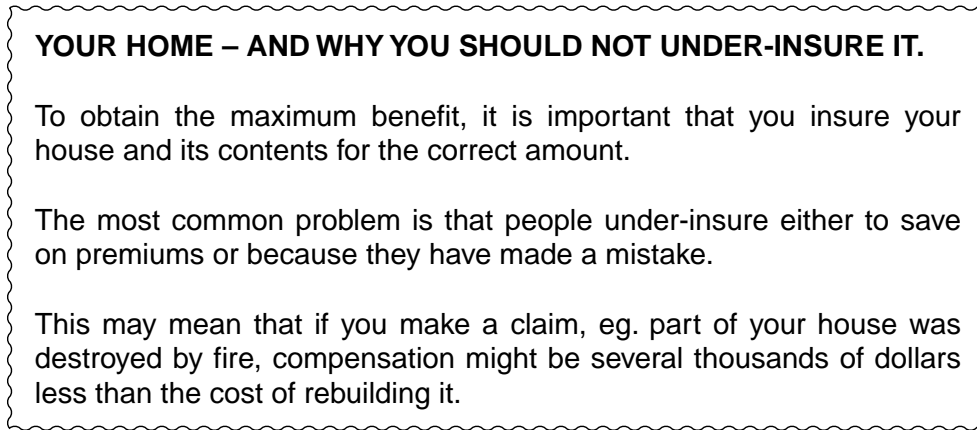 YOUR HOME – AND WHY YOU SHOULD NOT UNDER-INSURE IT.
To obtain the maximum benefit, it is important that you insure your
house and its contents for the correct amount.
The most common problem is that people under-insure either to save
on premiums or because they have made a mistake.
This may mean that if you make a claim, eg. part of your house was
destroyed by fire, compensation might be several thousands of dollars
less than the cost of rebuilding it.